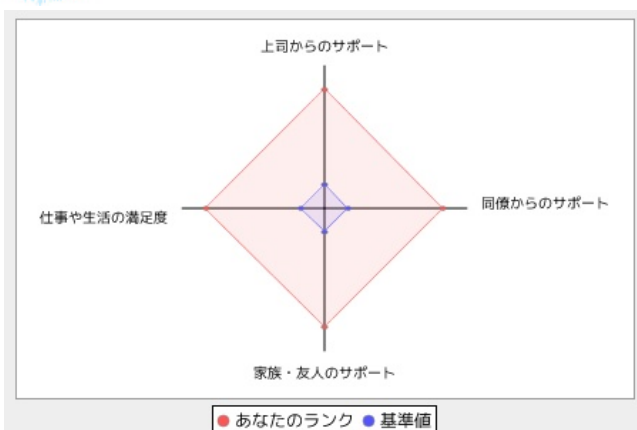 上司からのサポート
同僚からのサポート
仕事や生活の満足度
家族・友人のサポート
あなたのランク 基準値